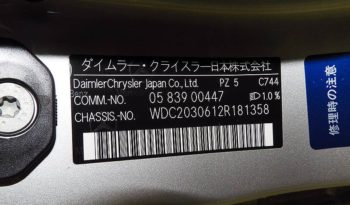 ダイムラー・クライスラー日本株式会社
DaimlerChrysler Japan Co., Ltd. PZ 5 C744
COMM.-NO. 05 839 00447 1.0%
CHASSIS.-NO. WDC2030612R181358
修理時の注意